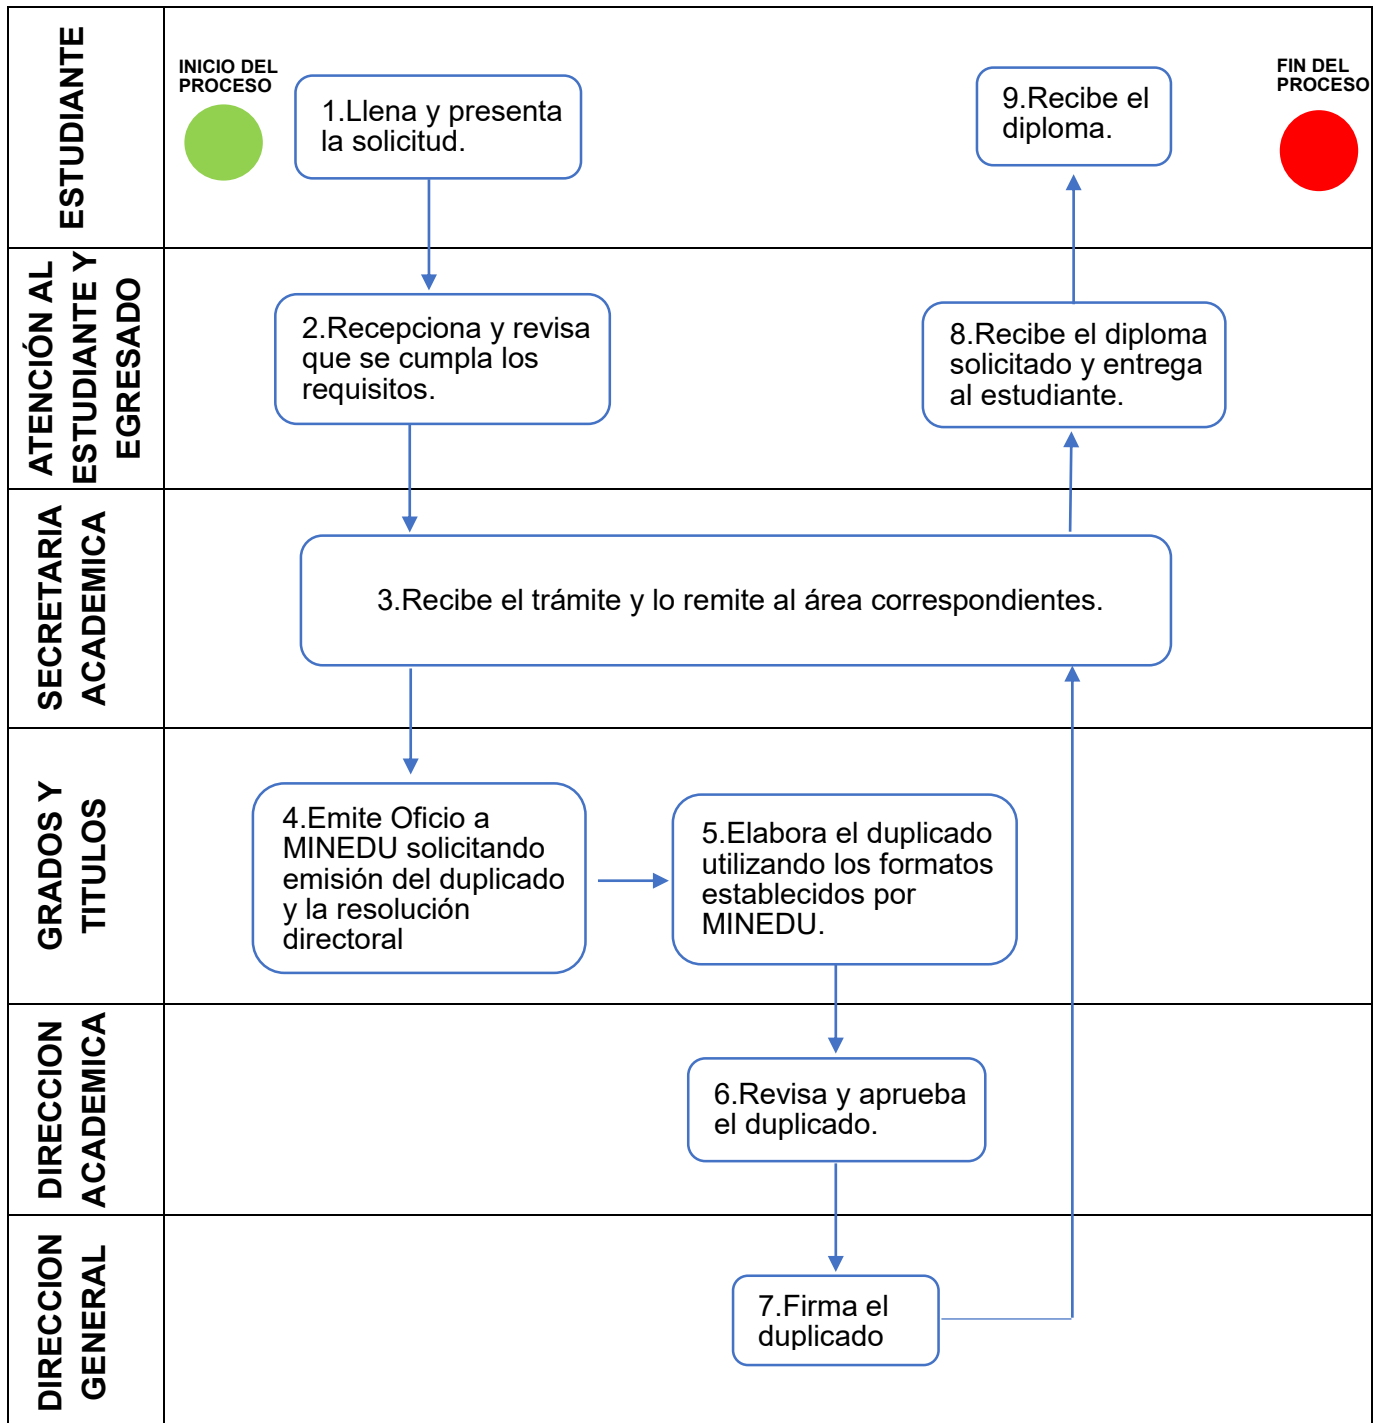 ESTUDIANTE
INICIO DEL
PROCESO
1.Llena y presenta
la solicitud.
9.Recibe el
diploma.
FIN DEL
PROCESO
ATENCIÓN AL
ESTUDIANTE Y
EGRESADO
2.Recepciona y revisa
que se cumpla los
requisitos.
8.Recibe el diploma
solicitado y entrega
al estudiante.
SECRETARIA
ACADEMICA
3.Recibe el trámite y lo remite al área correspondientes.
GRADOS Y
TITULOS
4.Emite Oficio a
MINEDU solicitando
emisión del duplicado
y la resolución
directoral
5.Elabora el duplicado
utilizando los formatos
establecidos por
MINEDU.
DIRECCION
ACADEMICA
6.Revisa y aprueba
el duplicado.
DIRECCION
GENERAL
7.Firma el
duplicado